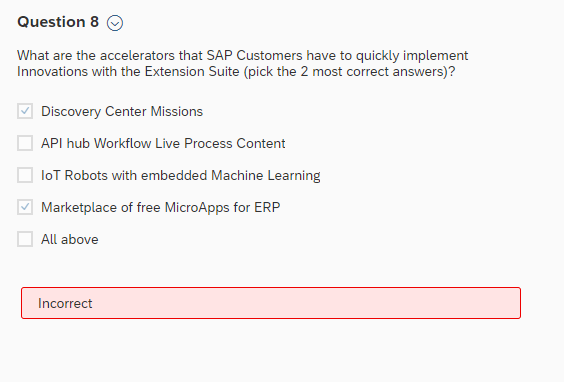 Question 8
What are the accelerators that SAP Customers have to quickly implement
Innovations with the Extension Suite (pick the 2 most correct answers)?
Discovery Center Missions
API hub Workflow Live Process Content
IoT Robots with embedded Machine Learning
Marketplace of free MicroApps for ERP
All above
Incorrect